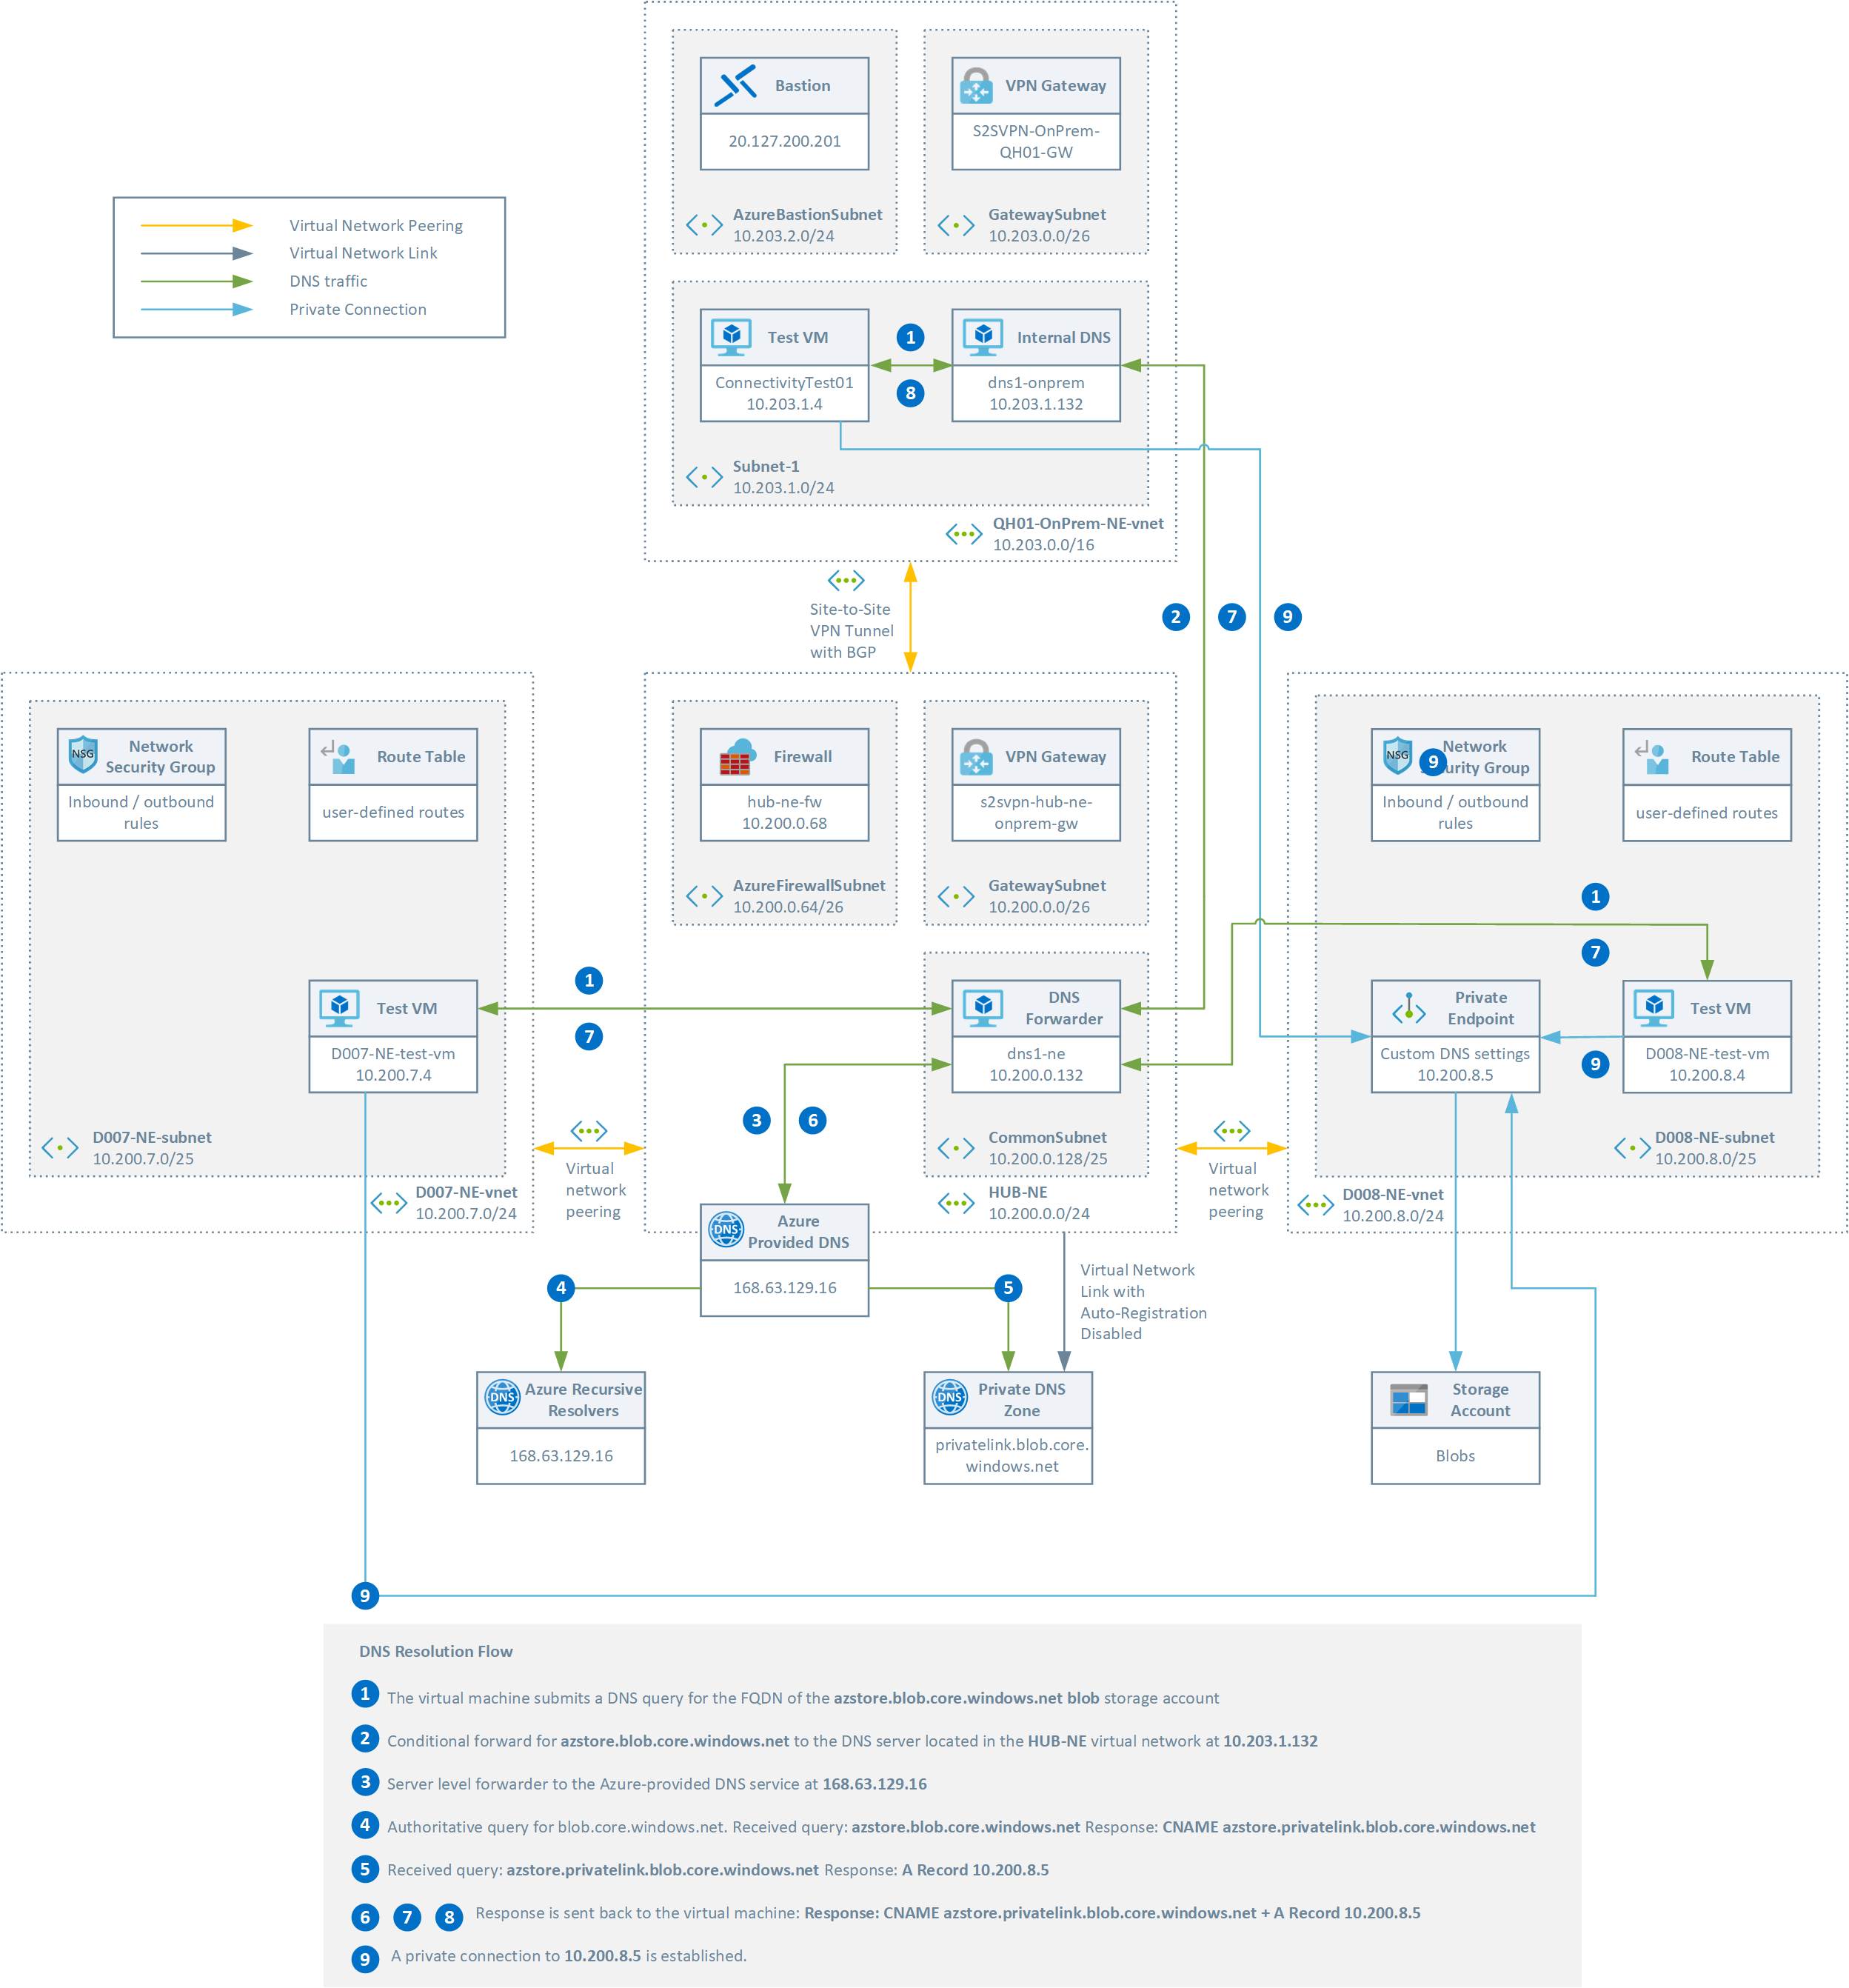 Bastion
20.127.200.201
AzureBastionSubnet
10.203.2.0/24
VPN Gateway
S2SVPN-OnPrem-
QH01-GW
GatewaySubnet
10.203.0.0/26
Virtual Network Peering
Virtual Network Link
DNS traffic
Private Connection
Test VM
ConnectivityTest01
10.203.1.4
1
8
Internal DNS
dns1-onprem
10.203.1.132
Subnet-1
10.203.1.0/24
QH01-OnPrem-NE-vnet
10.203.0.0/16
Site-to-Site
VPN Tunnel
with BGP
2
7
9
NSG
Network
Security Group
Inbound / outbound
rules
Route Table
user-defined routes
Test VM
D007-NE-test-vm
10.200.7.4
D007-NE-subnet
10.200.7.0/25
D007-NE-vnet
10.200.7.0/24
1
7
Virtual
network
peering
Firewall
hub-ne-fw
10.200.0.68
AzureFirewallSubnet
10.200.0.64/26
VPN Gateway
s2svpn-hub-ne-
onprem-gw
GatewaySubnet
10.200.0.0/26
DNS
Forwarder
dns1-ne
10.200.0.132
3
6
CommonSubnet
10.200.0.128/25
HUB-NE
10.200.0.0/24
Virtual
network
peering
NSG
9
Network
urity Group
Inbound / outbound
rules
Route Table
user-defined routes
1
7
Private
Endpoint
Custom DNS settings
10.200.8.5
9
Test VM
D008-NE-test-vm
10.200.8.4
D008-NE-subnet
10.200.8.0/25
D008-NE-vnet
10.200.8.0/24
DNS
Azure
Provided DNS
168.63.129.16
4
5
Virtual Network
Link with
Auto-Registration
Disabled
DNS
Azure Recursive
Resolvers
168.63.129.16
DNS
Private DNS
Zone
privatelink.blob.core.
windows.net
Storage
Account
Blobs
9
DNS Resolution Flow
1 The virtual machine submits a DNS query for the FQDN of the azstore.blob.core.windows.net blob storage account
2 Conditional forward for azstore.blob.core.windows.net to the DNS server located in the HUB-NE virtual network at 10.203.1.132
3 Server level forwarder to the Azure-provided DNS service at 168.63.129.16
4 Authoritative query for blob.core.windows.net. Received query: azstore.blob.core.windows.net Response: CNAME azstore.privatelink.blob.core.windows.net
5 Received query: azstore.privatelink.blob.core.windows.net Response: A Record 10.200.8.5
6 7 8 Response is sent back to the virtual machine: Response: CNAME azstore.privatelink.blob.core.windows.net + A Record 10.200.8.5
9 A private connection to 10.200.8.5 is established.